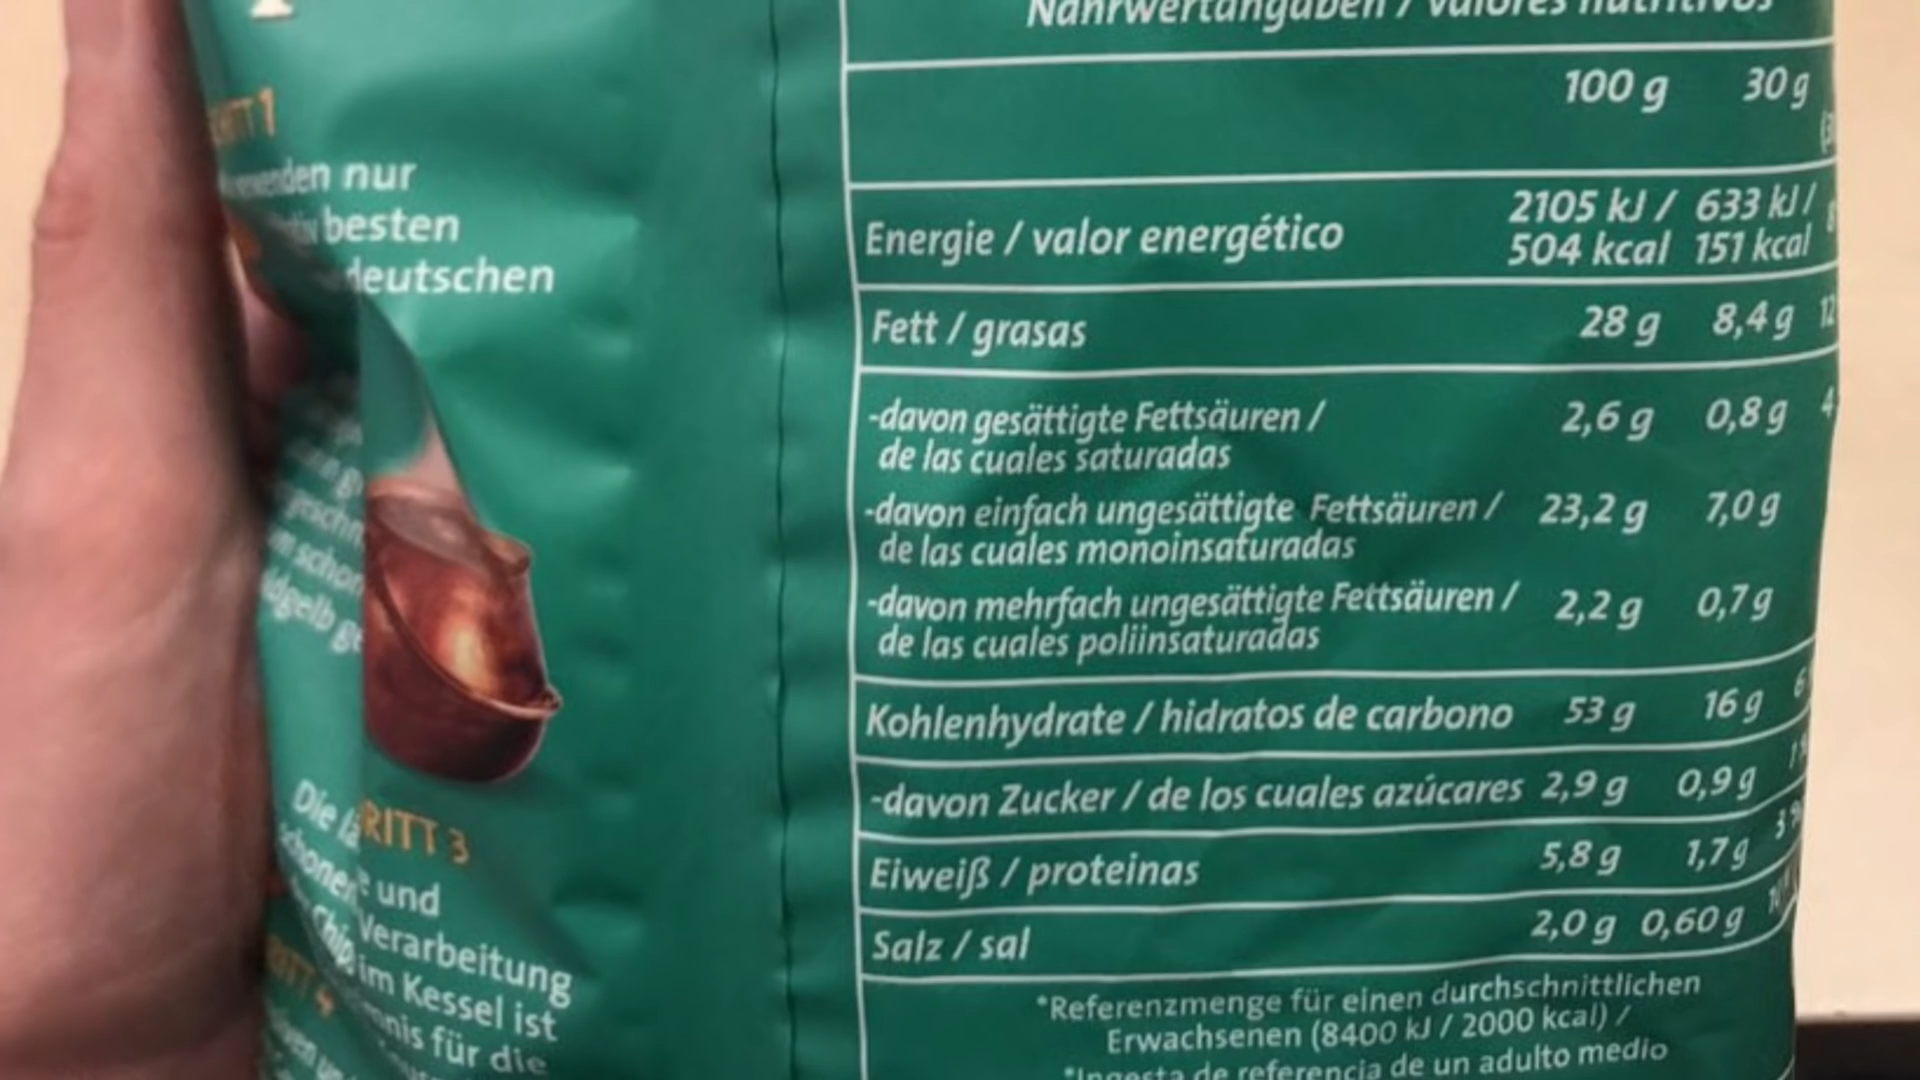 RITT 1
nur
besten
deutschen
schon
RITT 3
Die
und
Verarbeitung
im Kessel ist
für die
Nährwertangaben / valores nutritivos
100 g 30 g
Energie / valor energético 2105 kJ / 504 kcal 633 kJ / 151 kcal
Fett / grasas 28 g 8,4 g 12
-davon gesättigte Fettsäuren / 2,6 g 0,8 g 4
de las cuales saturadas
-davon einfach ungesättigte Fettsäuren / 23,2 g 7,0 g
de las cuales monoinsaturadas
-davon mehrfach ungesättigte Fettsäuren / 2,2 g 0,7 g
de las cuales poliinsaturadas
Kohlenhydrate / hidratos de carbono 53 g 16 g 6
-davon Zucker / de los cuales azúcares 2,9 g 0,9 g 1 %
Eiweiß / proteinas 5,8 g 1,7 g 3 %
Salz / sal 2,0 g 0,60 g
*Referenzmenge für einen durchschnittlichen
Erwachsenen (8400 kJ / 2000 kcal) /
*Ingesta de referencia de un adulto medio